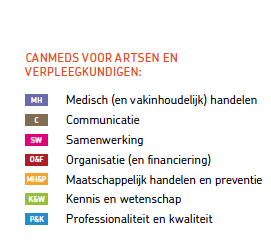 CANMEDS VOOR ARTSEN EN
VERPLEEGKUNDIGEN:
MH Medisch (en vakinhoudelijk) handelen
C Communicatie
SW Samenwerking
O&F Organisatie (en financiering)
MH&P Maatschappelijk handelen en preventie
K&W Kennis en wetenschap
P&K Professionaliteit en kwaliteit